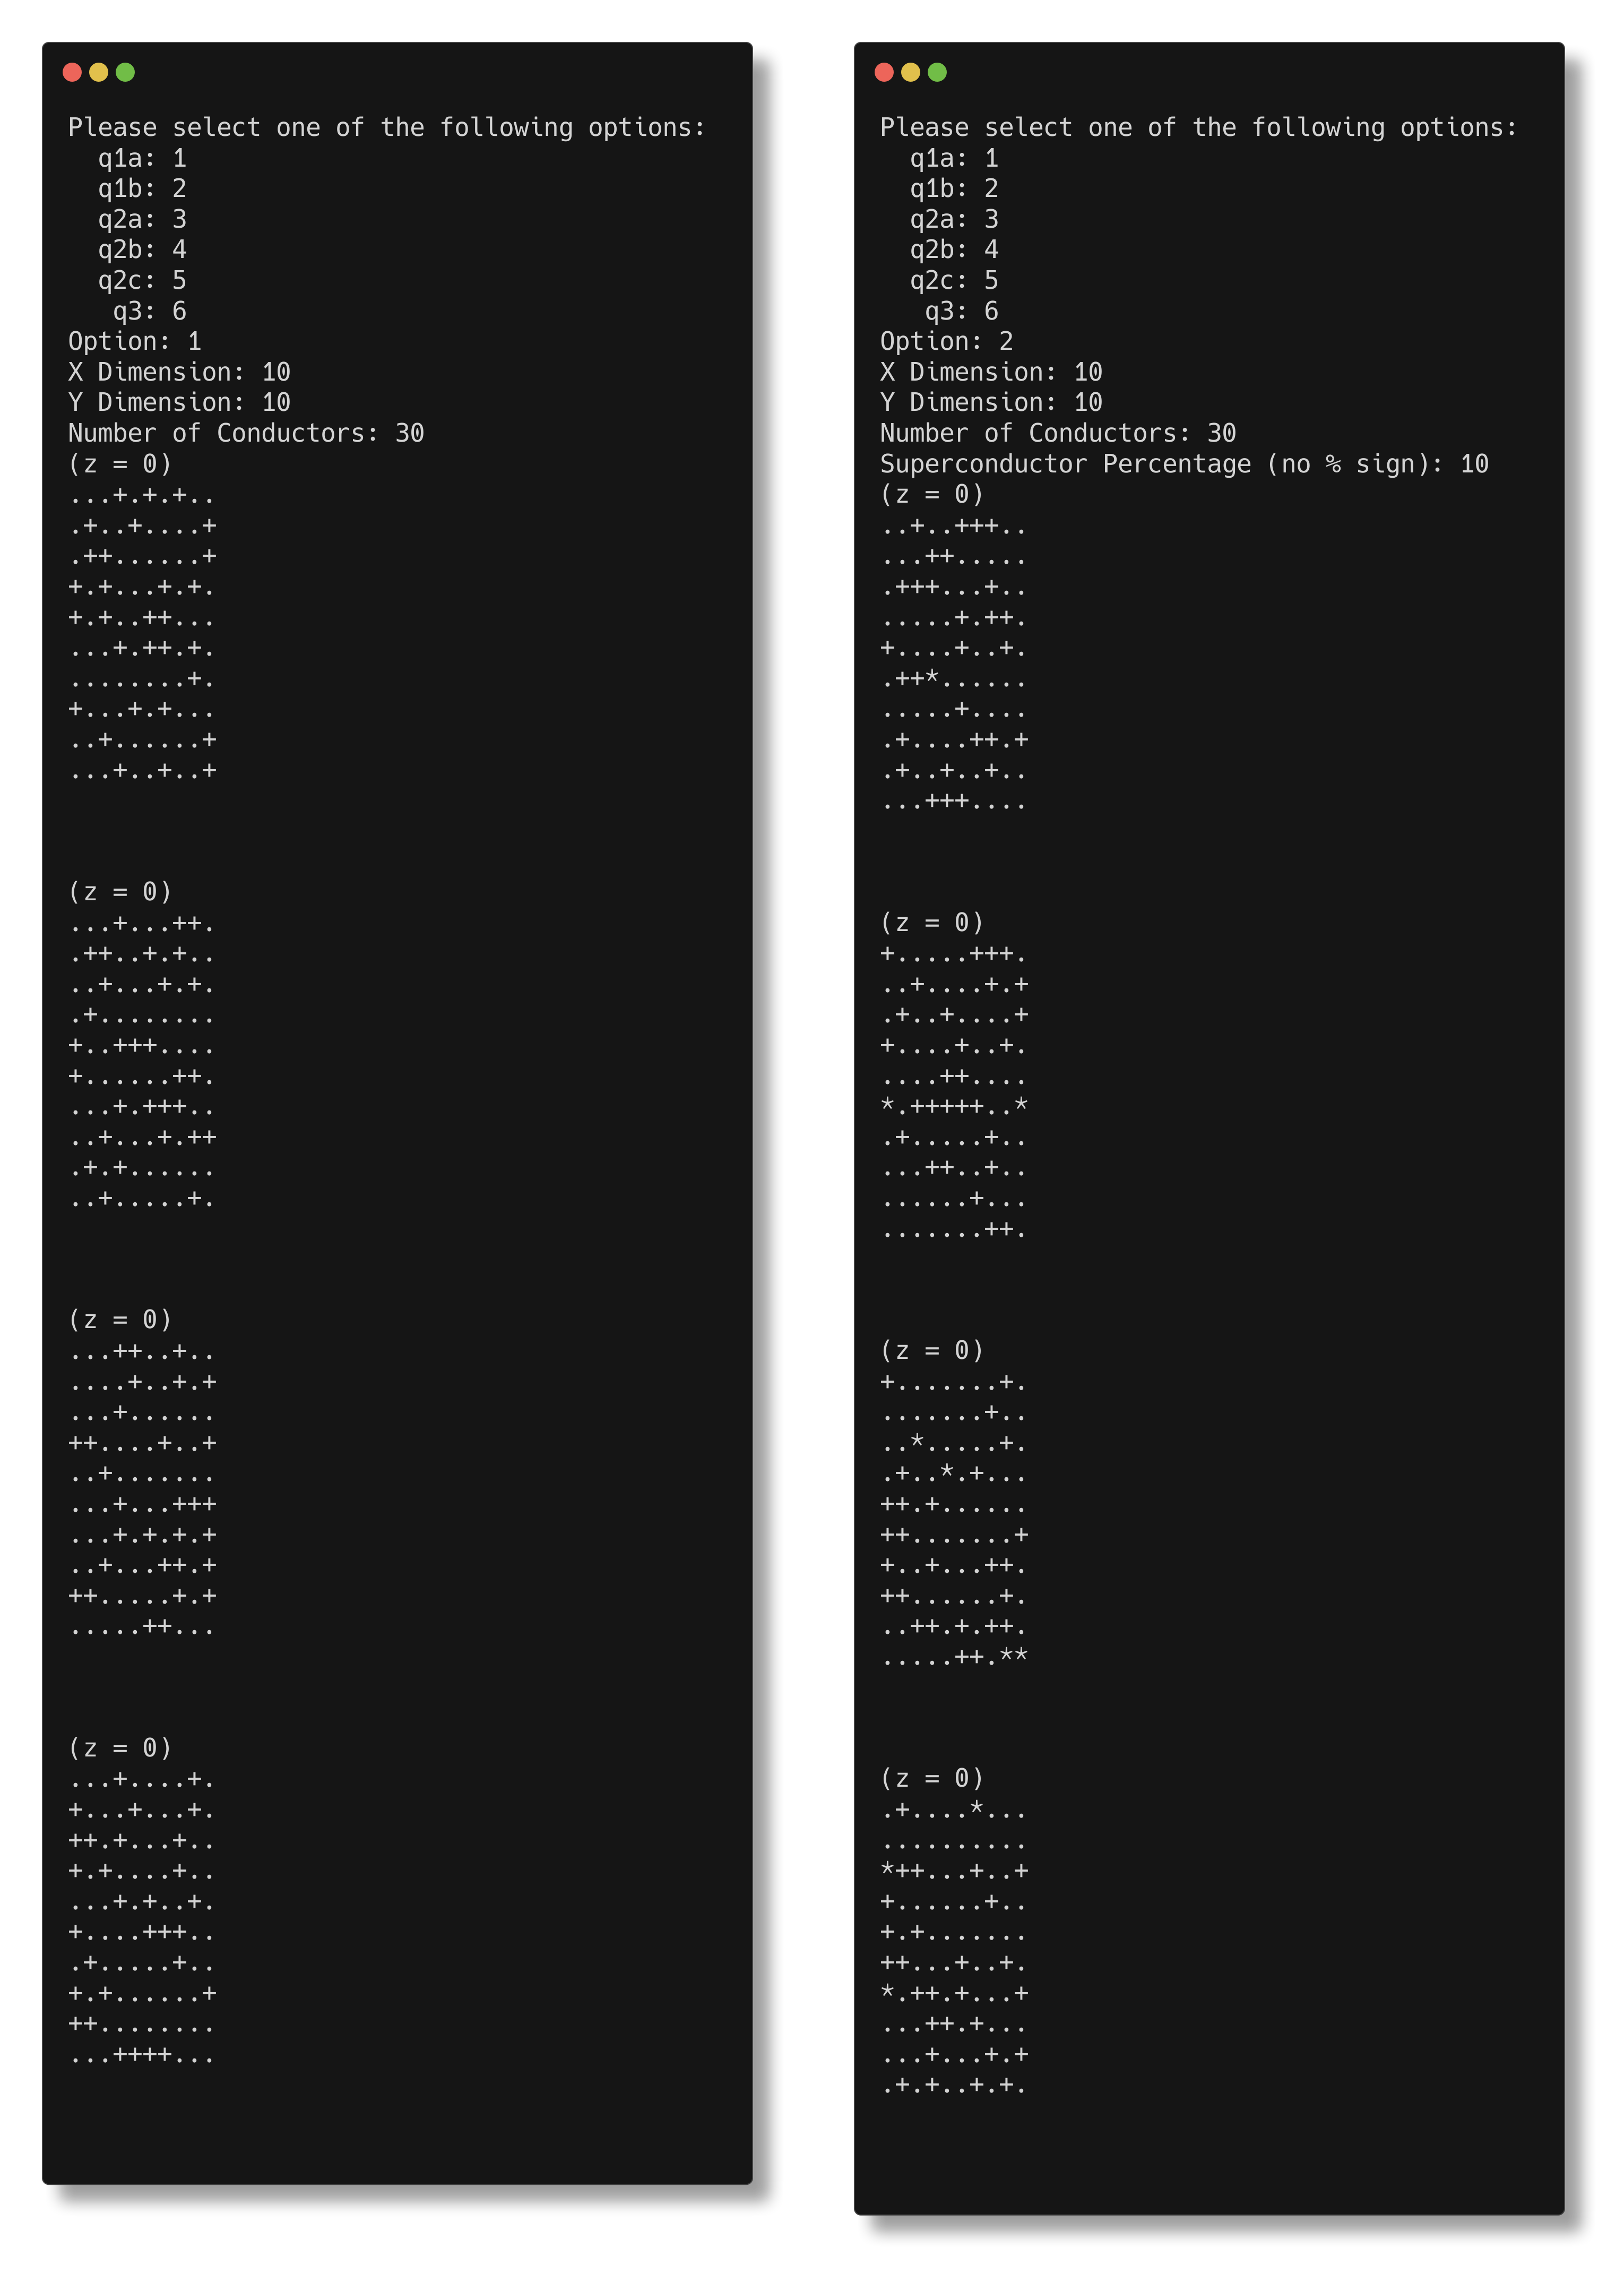 Please select one of the following options:
  q1a: 1
  q1b: 2
  q2a: 3
  q2b: 4
  q2c: 5
   q3: 6
Option: 1
X Dimension: 10
Y Dimension: 10
Number of Conductors: 30
(z = 0)
...+.+.+..
.+..+....+
.++......+
+.+...+.+.
+.+..++...
...+.++.+.
........+.
+...+.+...
..+......+
...+..+..+
(z = 0)
...+...++.
.++..+.+..
..+...+.+.
.+........
+..+++....
+......++.
...+.+++..
..+...+.++
.+.+......
..+.....+.
(z = 0)
...++..+..
....+..+.+
...+......
++....+..+
..+.......
...+...+++
...+.+.+.+
..+...++.+
++.....+.+
.....++...
(z = 0)
...+....+.
+...+...+.
++.+...+..
+.+....+..
...+.+..+.
+....+++..
.+.....+..
+.+......+
++........
...++++...
Please select one of the following options:
  q1a: 1
  q1b: 2
  q2a: 3
  q2b: 4
  q2c: 5
   q3: 6
Option: 2
X Dimension: 10
Y Dimension: 10
Number of Conductors: 30
Superconductor Percentage (no % sign): 10
(z = 0)
..+..+++..
...++.....
.+++...+..
.....+.++.
+....+..+.
.++*......
.....+....
.+....++.+
.+..+..+..
...+++....
(z = 0)
+.....+++.
..+....+.+
.+..+....+
+....+..+.
....++....
*.+++++..*
.+.....+..
...++..+..
......+...
.......++.
(z = 0)
+.......+.
.......+..
..*.....+.
.+..*.+...
++.+......
++.......+
+..+...++.
++......+.
..++.+.++.
.....++.**
(z = 0)
.+....*...
..........
*++...+..+
+......+..
+.+.......
++...+..+.
*.++.+...+
...++.+...
...+...+.+
.+.+..+.+.